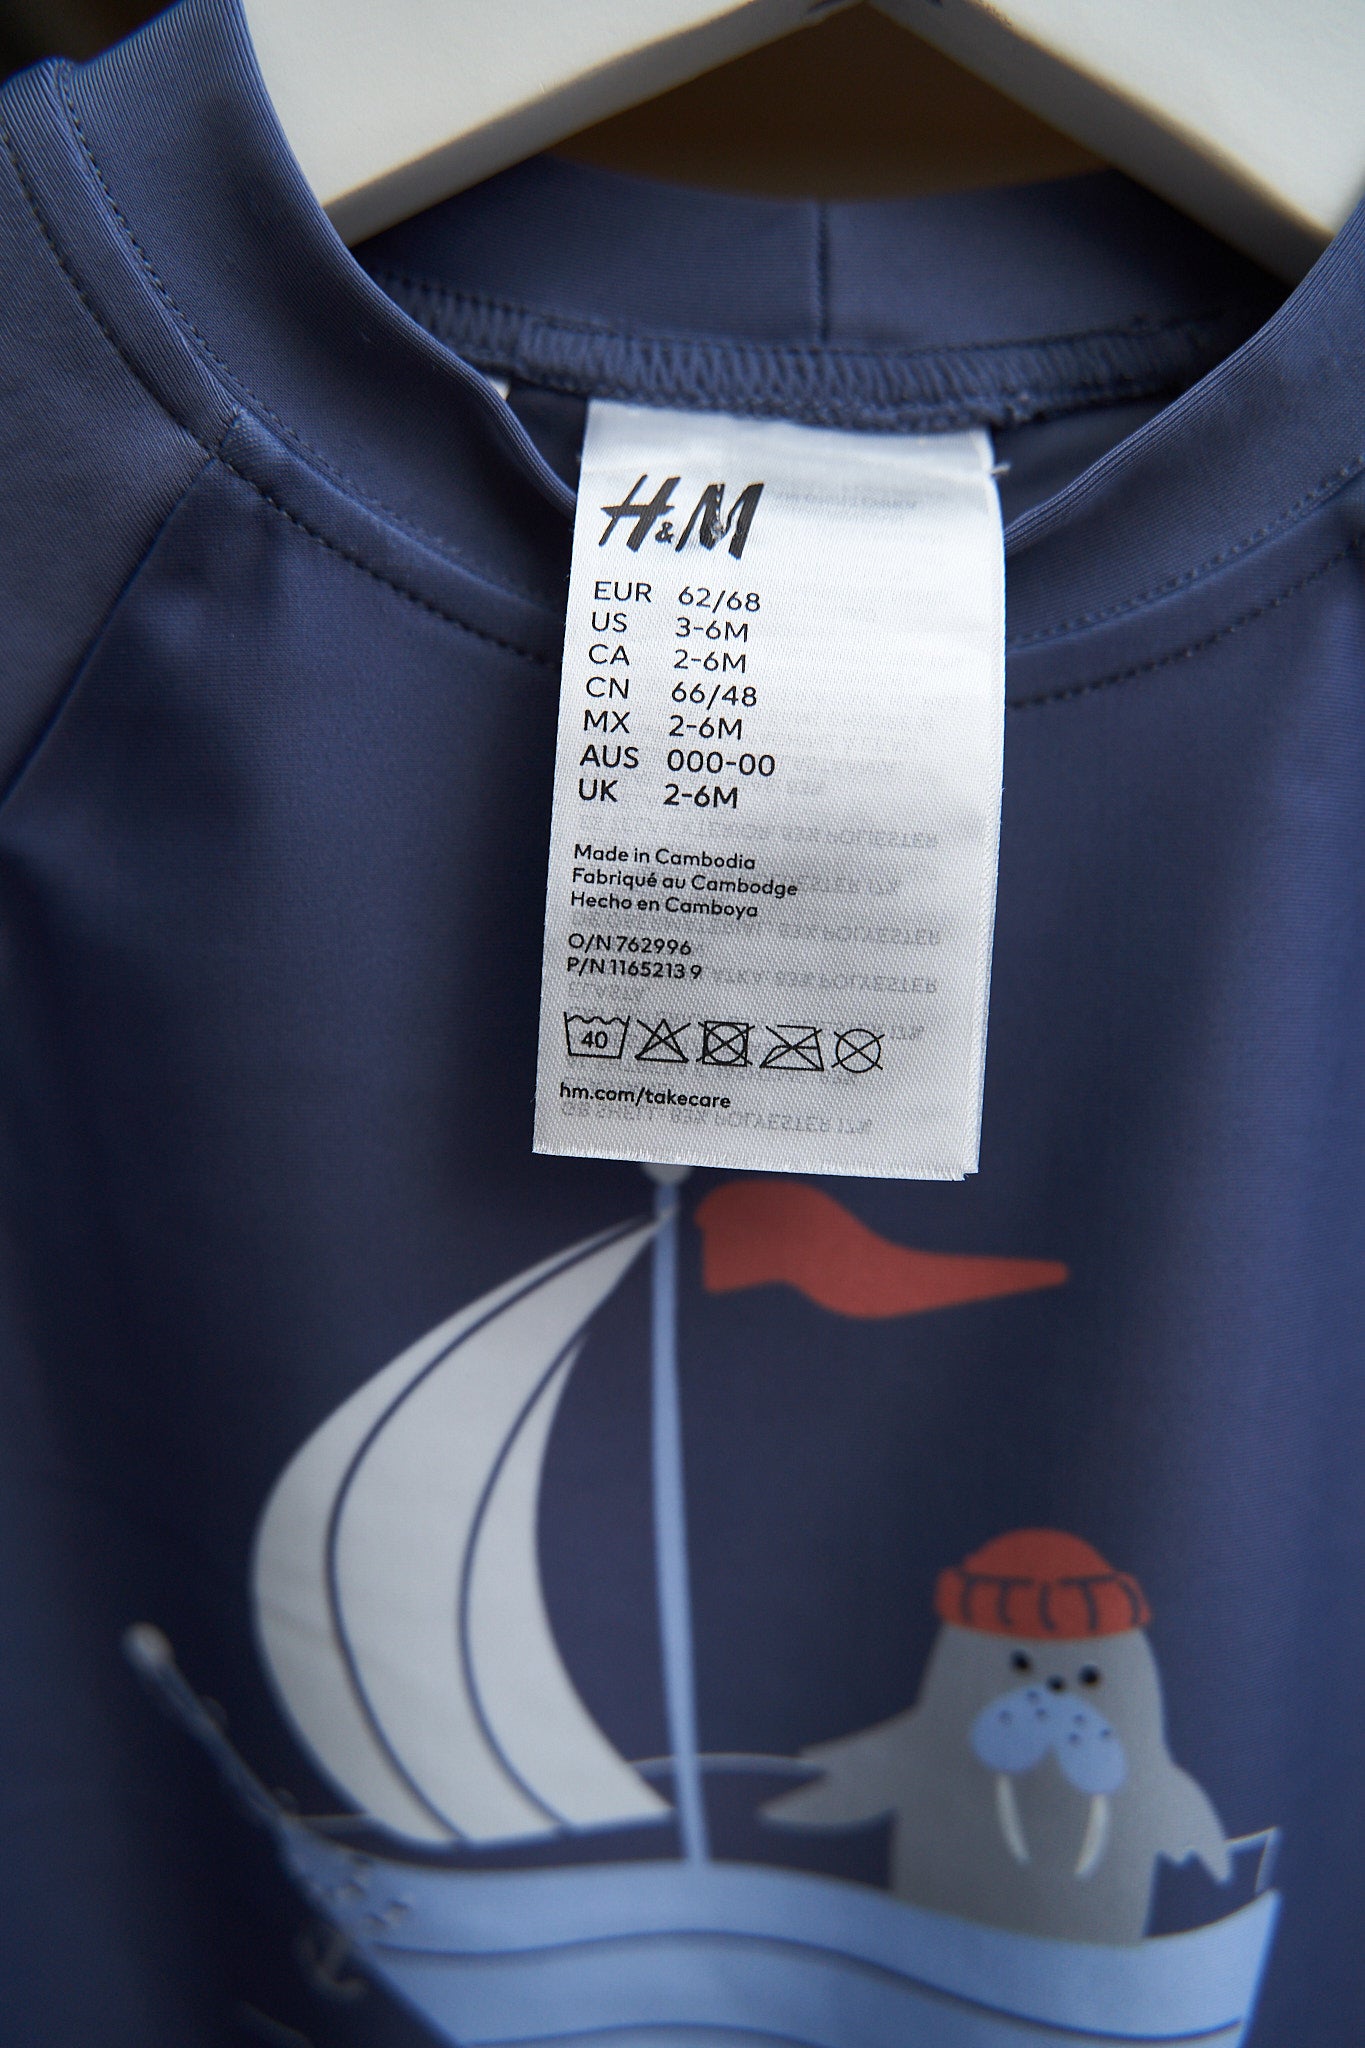 H&M
EUR 62/68
US 3-6M
CA 2-6M
CN 66/48
MX 2-6M
AUS 000-00
UK 2-6M
Made in Cambodia
Fabriqué au Cambodge
Hecho en Camboya
O/N 762996
P/N 1165213 9
40
hm.com/takecare